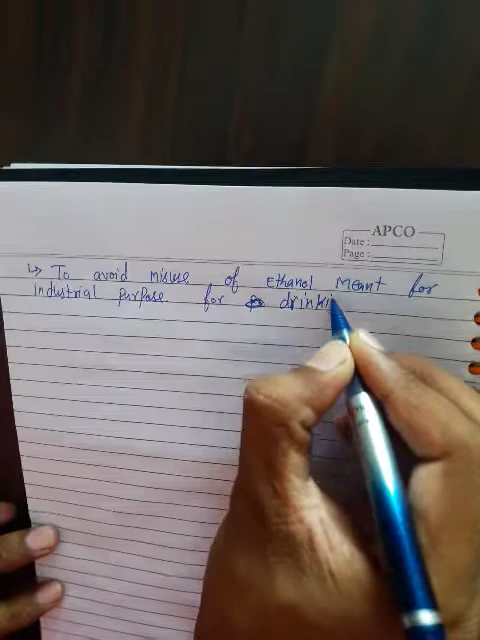 APCO
Date :
Page :
↳ To avoid misuse of Ethanol Meant for
industrial purpose for drinki